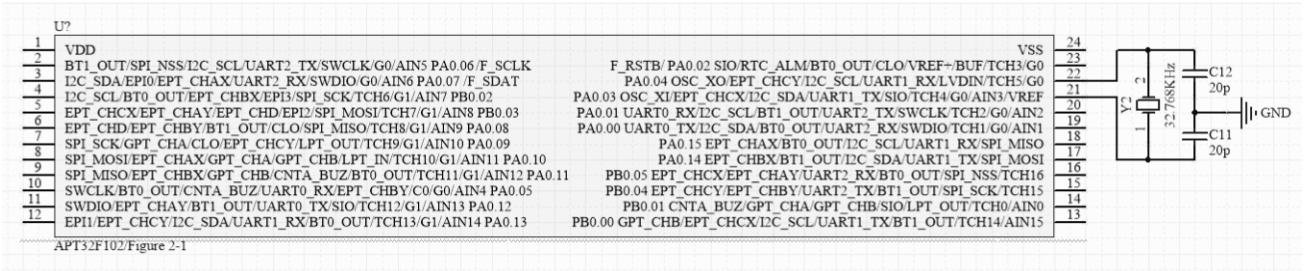 U?
1 VDD
2 BT1_OUT/SPI_NSS/I2C_SCL/UART2_TX/SWCLK/G0/AIN5 PA0.06/F_SCLK
3 I2C_SDA/EPI0/EPT_CHAX/UART2_RX/SWDIO/G0/AIN6 PA0.07/F_SDAT
4 I2C_SCL/BT0_OUT/EPT_CHBX/EPI3/SPI_SCK/TCH6/G1/AIN7 PB0.02
5 EPT_CHCX/EPT_CHAY/EPT_CHD/EPI2/SPI_MOSI/TCH7/G1/AIN8 PB0.03
6 EPT_CHD/EPT_CHBY/BT1_OUT/CLO/SPI_MISO/TCH8/G1/AIN9 PA0.08
7 SPI_SCK/GPT_CHA/CLO/EPT_CHCY/LPT_OUT/TCH9/G1/AIN10 PA0.09
8 SPI_MOSI/EPT_CHAX/GPT_CHA/GPT_CHB/LPT_IN/TCH10/G1/AIN11 PA0.10
9 SPI_MISO/EPT_CHBX/GPT_CHB/CNTA_BUZ/BT0_OUT/TCH11/G1/AIN12 PA0.11
10 SWCLK/BT0_OUT/CNTA_BUZ/UART0_RX/EPT_CHBY/C0/G0/AIN4 PA0.05
11 SWDIO/EPT_CHAY/BT1_OUT/UART0_TX/SIO/TCH12/G1/AIN13 PA0.12
12 EPI1/EPT_CHCY/I2C_SDA/UART1_RX/BT0_OUT/TCH13/G1/AIN14 PA0.13
VSS 24
F_RSTB/ PA0.02 SIO/RTC_ALM/BT0_OUT/CLO/VREF+/BUF/TCH3/G0 23
PA0.04 OSC_XO/EPT_CHCY/I2C_SCL/UART1_RX/LVDIN/TCH5/G0 22
PA0.03 OSC_XI/EPT_CHCX/I2C_SDA/UART1_TX/SIO/TCH4/G0/AIN3/VREF 21
PA0.01 UART0_RX/I2C_SCL/BT1_OUT/UART2_TX/SWCLK/TCH2/G0/AIN2 20
PA0.00 UART0_TX/I2C_SDA/BT0_OUT/UART2_RX/SWDIO/TCH1/G0/AIN1 19
PA0.15 EPT_CHAX/BT0_OUT/I2C_SCL/UART1_RX/SPI_MISO 18
PA0.14 EPT_CHBX/BT1_OUT/I2C_SDA/UART1_TX/SPI_MOSI 17
PB0.05 EPT_CHCX/EPT_CHAY/UART2_RX/BT0_OUT/SPI_NSS/TCH16 16
PB0.04 EPT_CHCY/EPT_CHBY/UART2_TX/BT1_OUT/SPI_SCK/TCH15 15
PB0.01 CNTA_BUZ/GPT_CHA/GPT_CHB/SIO/LPT_OUT/TCH0/AIN0 14
PB0.00 GPT_CHB/EPT_CHCX/I2C_SCL/UART1_TX/BT1_OUT/TCH14/AIN15 13
APT32F102/Figure 2-1
Y2
2
1
32.768KHz
C12
20p
C11
20p
GND